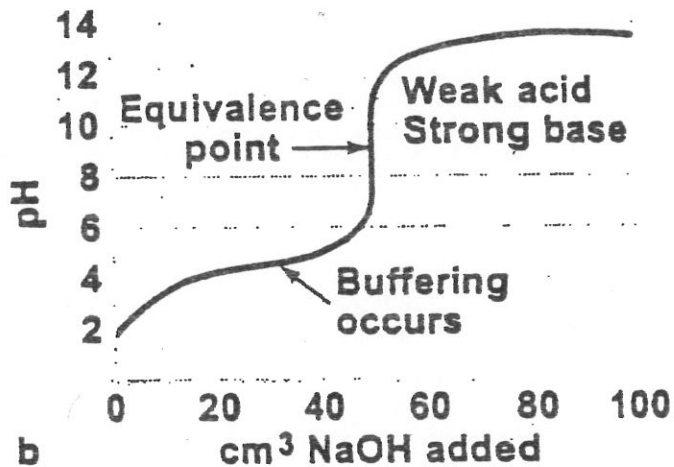 14
12
10
8
6
4
2
pH
Equivalence
point
Weak acid
Strong base
Buffering
occurs
0 20 40 60 80 100
b cm³ NaOH added